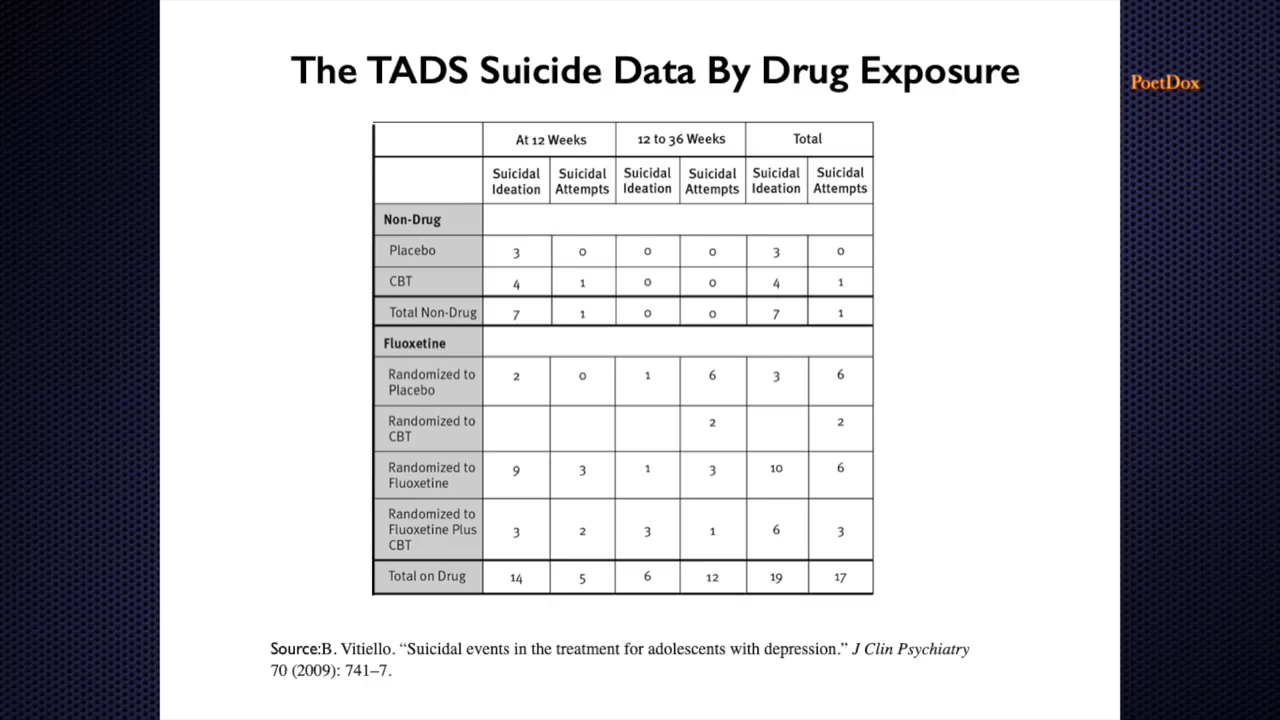 The TADS Suicide Data By Drug Exposure
PoetDox
At 12 Weeks 12 to 36 Weeks Total
Suicidal Ideation Suicidal Attempts Suicidal Ideation Suicidal Attempts Suicidal Ideation Suicidal Attempts
Non-Drug
Placebo 3 0 0 0 3 0
CBT 4 1 0 0 4 1
Total Non-Drug 7 1 0 0 7 1
Fluoxetine
Randomized to Placebo 2 0 1 6 3 6
Randomized to CBT 2 2
Randomized to Fluoxetine 9 3 1 3 10 6
Randomized to Fluoxetine Plus CBT 3 2 3 1 6 3
Total on Drug 14 5 6 12 19 17
Source:B. Vitiello. “Suicidal events in the treatment for adolescents with depression.” J Clin Psychiatry
70 (2009): 741–7.